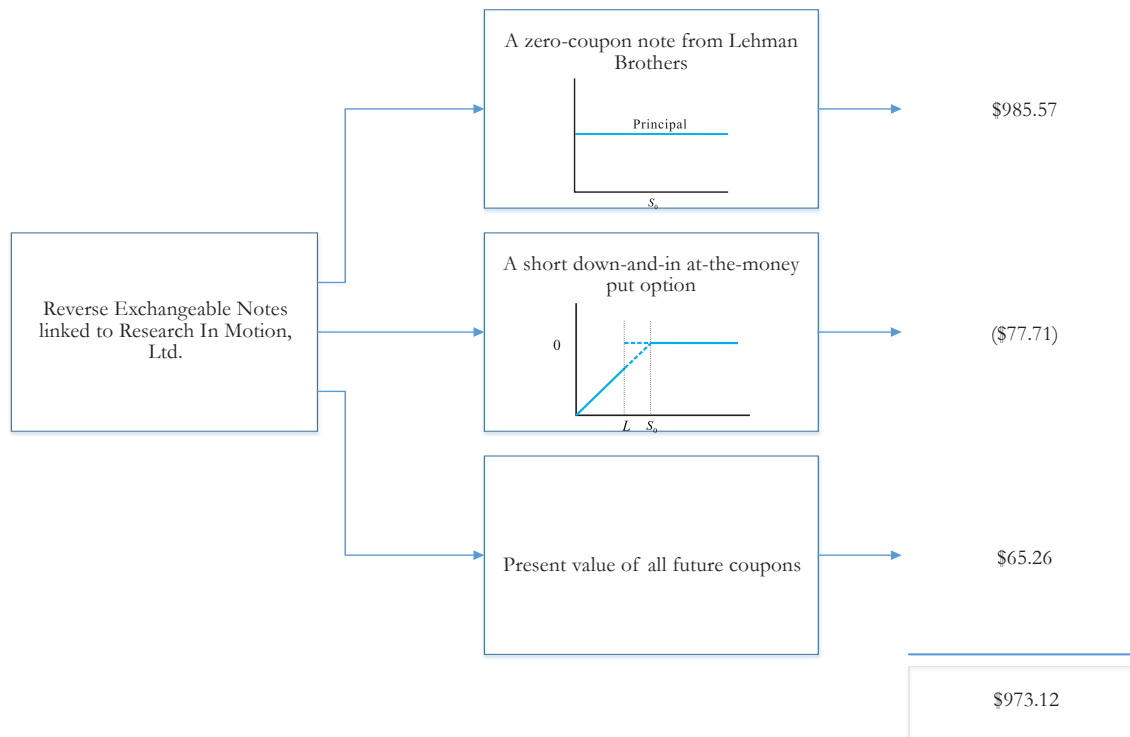 A zero-coupon note from Lehman
Brothers
Principal
S₀
$985.57
Reverse Exchangeable Notes
linked to Research In Motion,
Ltd.
A short down-and-in at-the-money
put option
0
L S₀
($77.71)
Present value of all future coupons
$65.26
$973.12